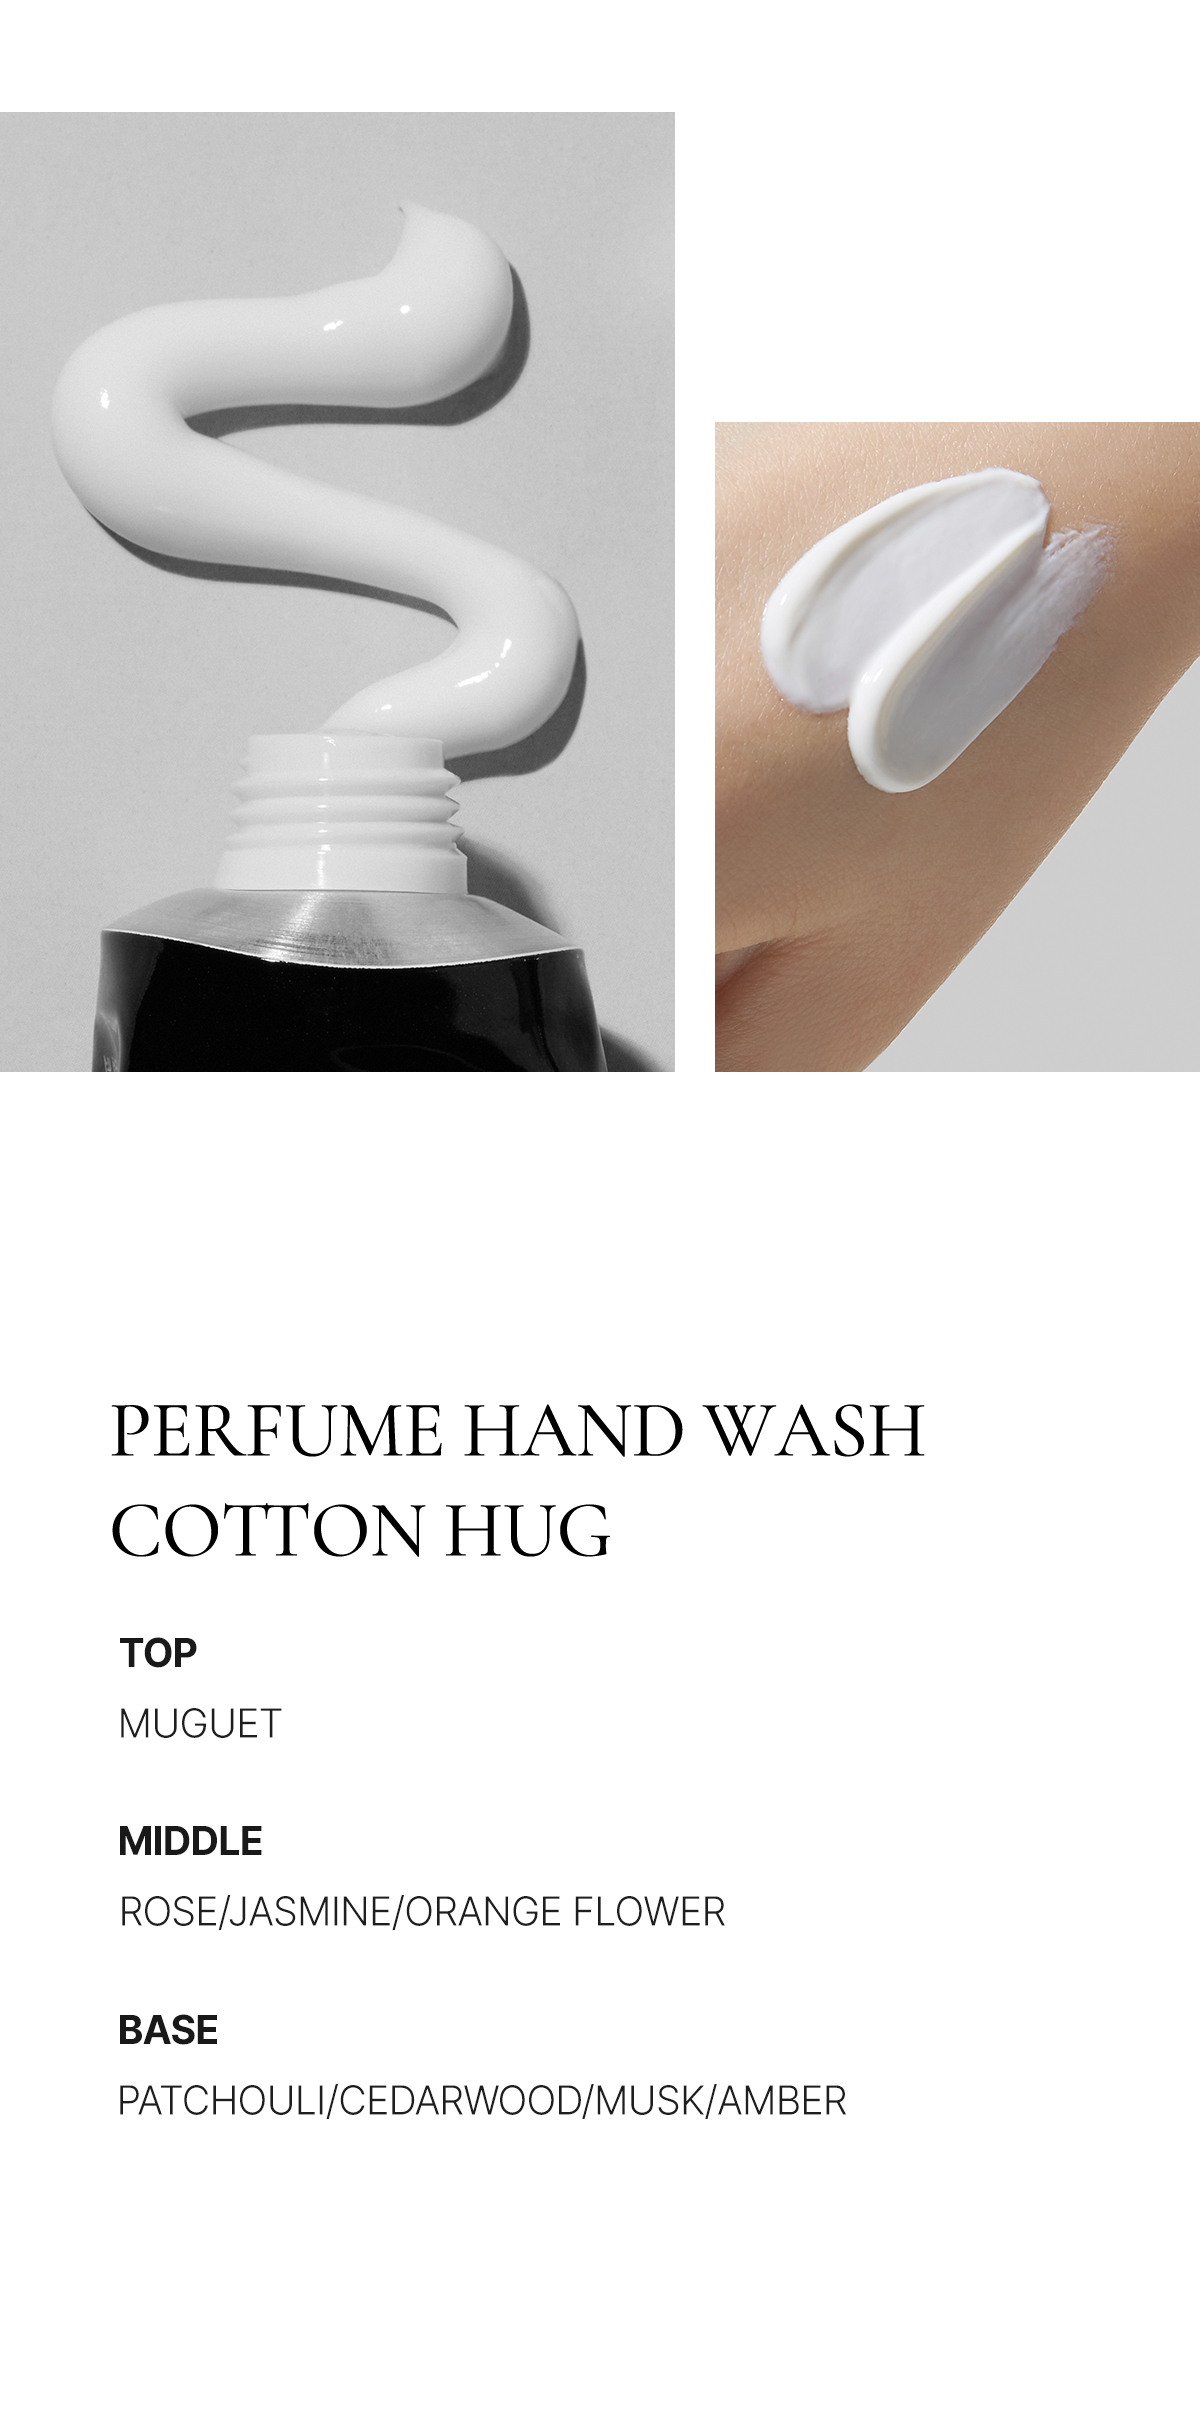 PERFUME HAND WASH
COTTON HUG
TOP
MUGUET
MIDDLE
ROSE/JASMINE/ORANGE FLOWER
BASE
PATCHOULI/CEDARWOOD/MUSK/AMBER